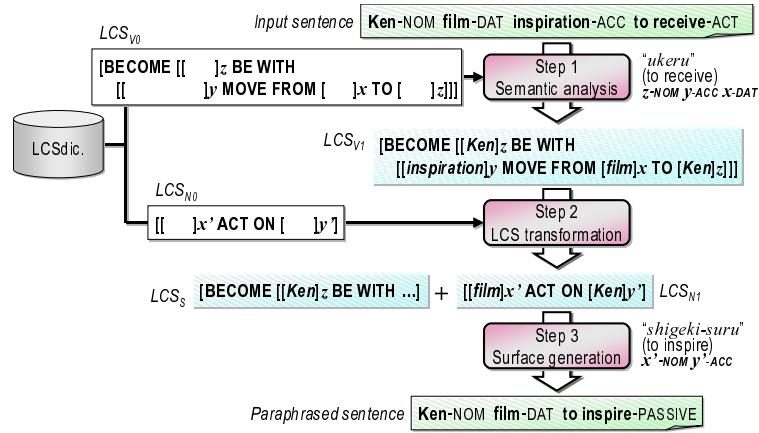 Input sentence Ken-NOM film-DAT inspiration-ACC to receive-ACT
LCSV0
[BECOME [[ ]z BE WITH
[[ ]y MOVE FROM [ ]x TO [ ]z]]]
Step 1
Semantic analysis
“ukeru”
(to receive)
z-NOM y-ACC x-DAT
LCSdic.
LCSV1
[BECOME [[Ken]z BE WITH
[[inspiration]y MOVE FROM [film]x TO [Ken]z]]]
LCSN0
[[ ]x’ ACT ON [ ]y’]
Step 2
LCS transformation
LCSS [BECOME [[Ken]z BE WITH …] + [[film]x’ ACT ON [Ken]y’] LCSN1
Step 3
Surface generation
“shigeki-suru”
(to inspire)
x’-NOM y’-ACC
Paraphrased sentence Ken-NOM film-DAT to inspire-PASSIVE